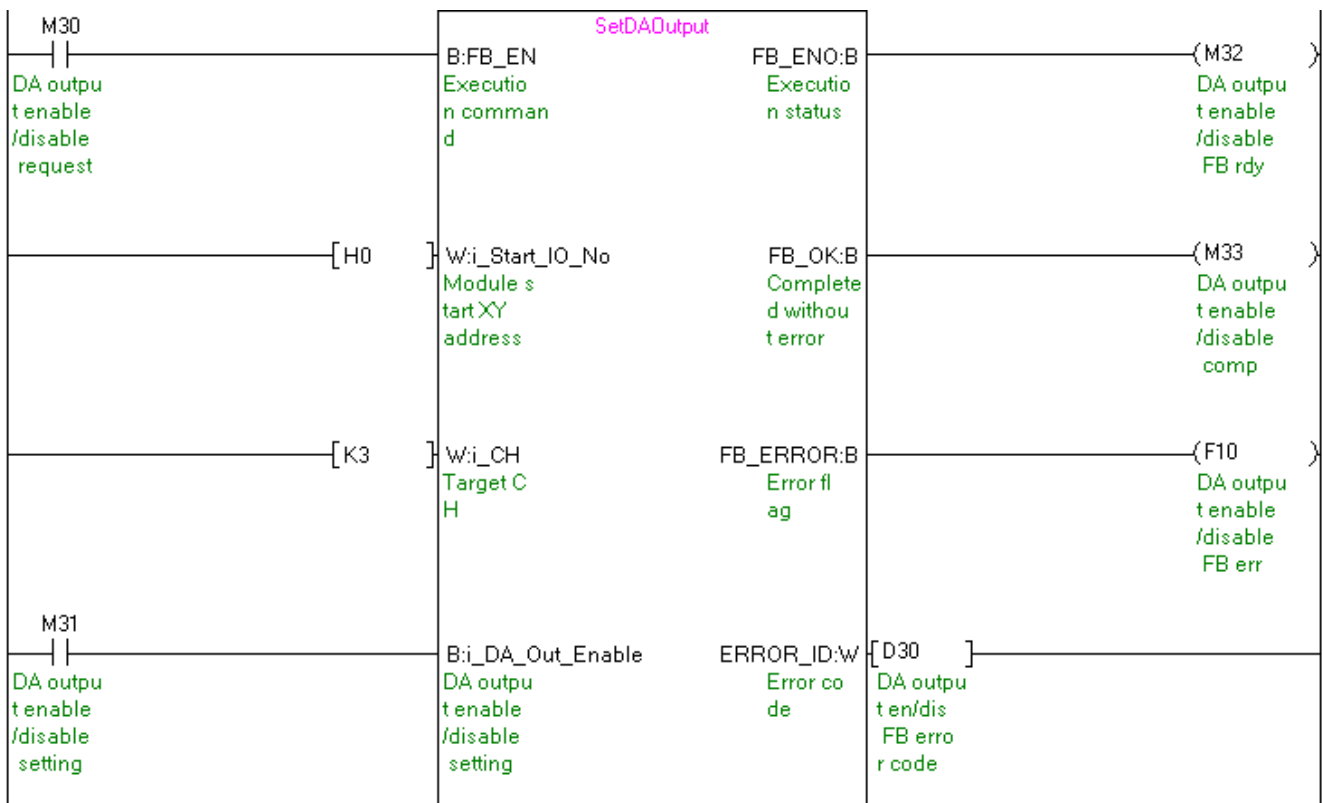 M30
SetDAOutput
B:FB_EN
FB_ENO:B
M32
DA outpu
t enable
/disable
request
Executio
n comman
d
Executio
n status
DA outpu
t enable
/disable
FB rdy
H0
W:i_Start_IO_No
FB_OK:B
M33
Module s
tart XY
address
Complete
d withou
t error
DA outpu
t enable
/disable
comp
K3
W:i_CH
FB_ERROR:B
F10
Target C
H
Error fl
ag
DA outpu
t enable
/disable
FB err
M31
B:i_DA_Out_Enable
ERROR_ID:W
D30
DA outpu
t enable
/disable
setting
DA outpu
t enable
/disable
setting
Error co
de
DA outpu
t en/dis
FB erro
r code